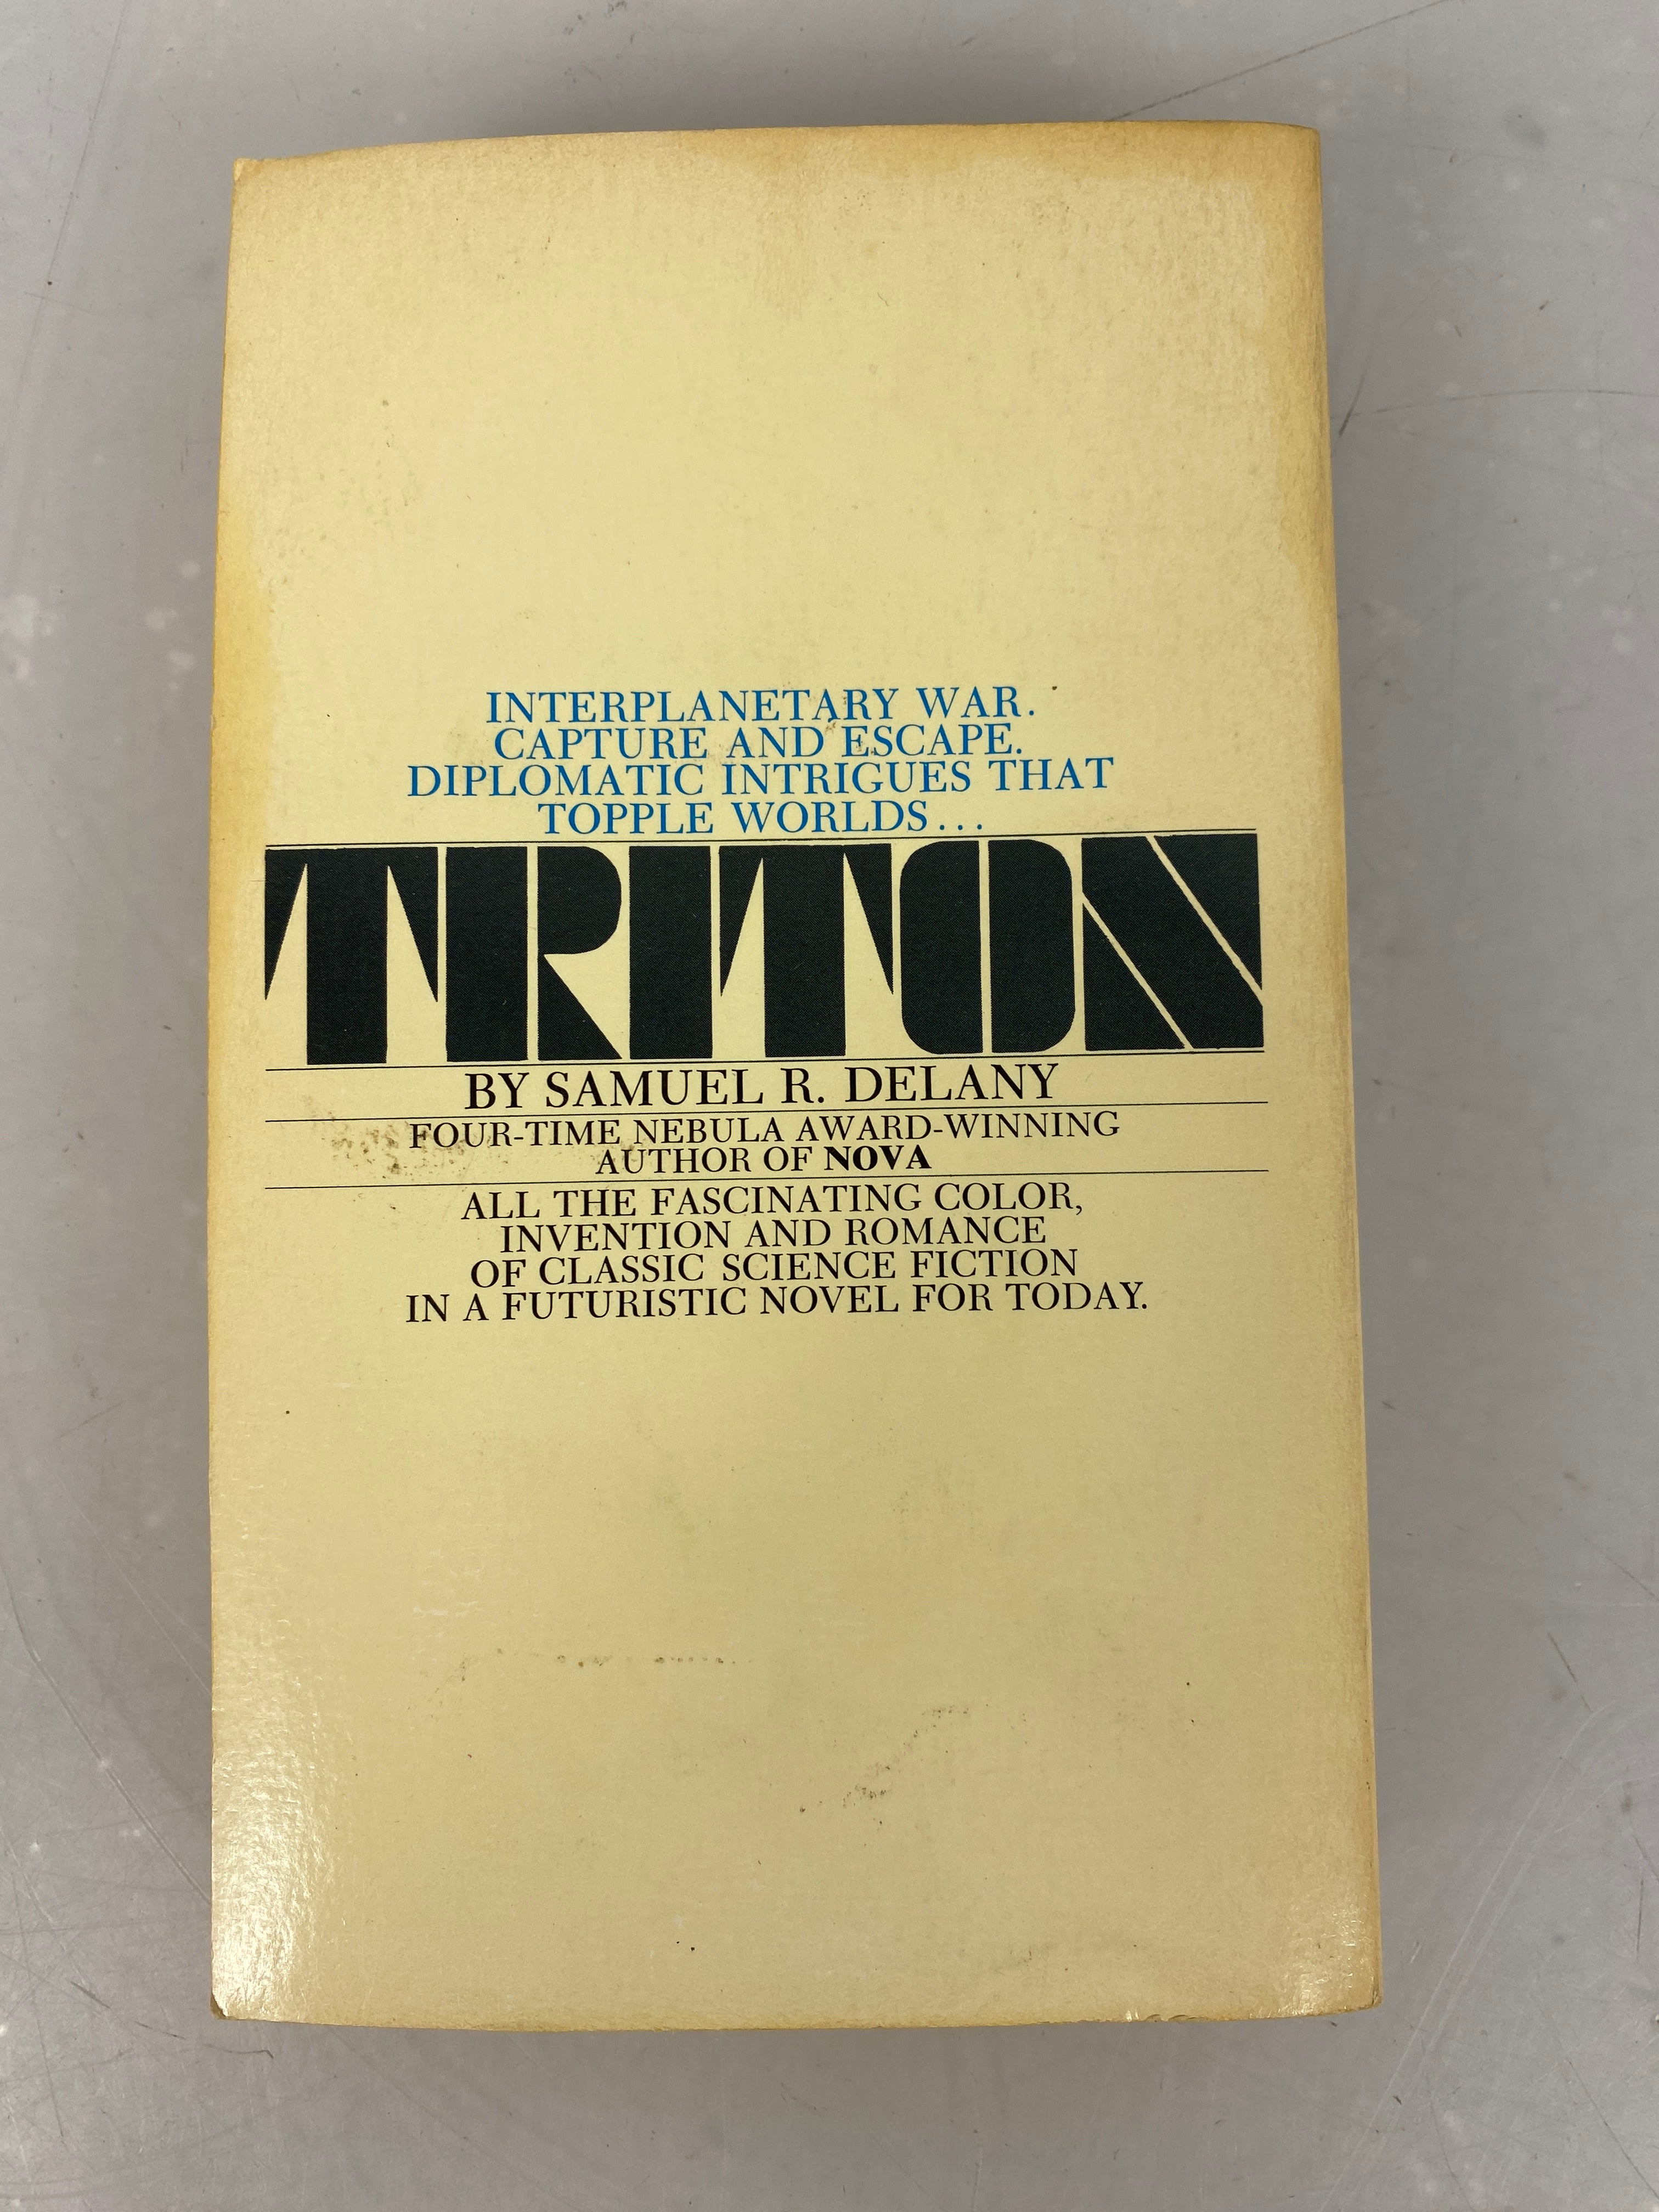 INTERPLANETARY WAR.
CAPTURE AND ESCAPE.
DIPLOMATIC INTRIGUES THAT
TOPPLE WORLDS...
TRITON
BY SAMUEL R. DELANY
FOUR-TIME NEBULA AWARD-WINNING
AUTHOR OF NOVA
ALL THE FASCINATING COLOR,
INVENTION AND ROMANCE
OF CLASSIC SCIENCE FICTION
IN A FUTURISTIC NOVEL FOR TODAY.